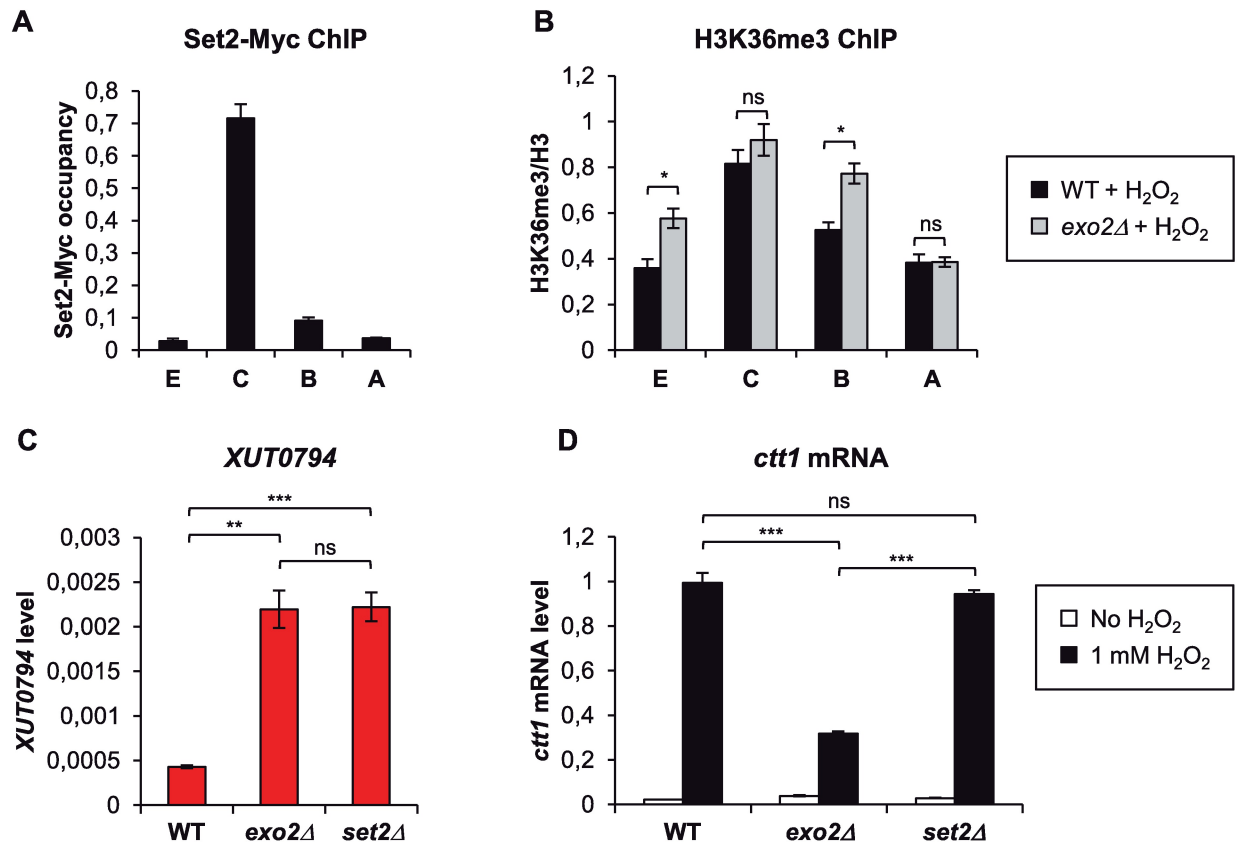 A
Set2-Myc ChIP
Set2-Myc occupancy
0,8
0,7
0,6
0,5
0,4
0,3
0,2
0,1
0
E C B A
B
H3K36me3 ChIP
H3K36me3/H3
1,2
1
0,8
0,6
0,4
0,2
0
*
ns
*
ns
E C B A
WT + H₂O₂
exo2Δ + H₂O₂
C
XUT0794
XUT0794 level
***
**
ns
0,003
0,0025
0,002
0,0015
0,001
0,0005
0
WT exo2Δ set2Δ
D
ctt1 mRNA
ctt1 mRNA level
ns
***
***
1,2
1
0,8
0,6
0,4
0,2
0
WT exo2Δ set2Δ
No H₂O₂
1 mM H₂O₂